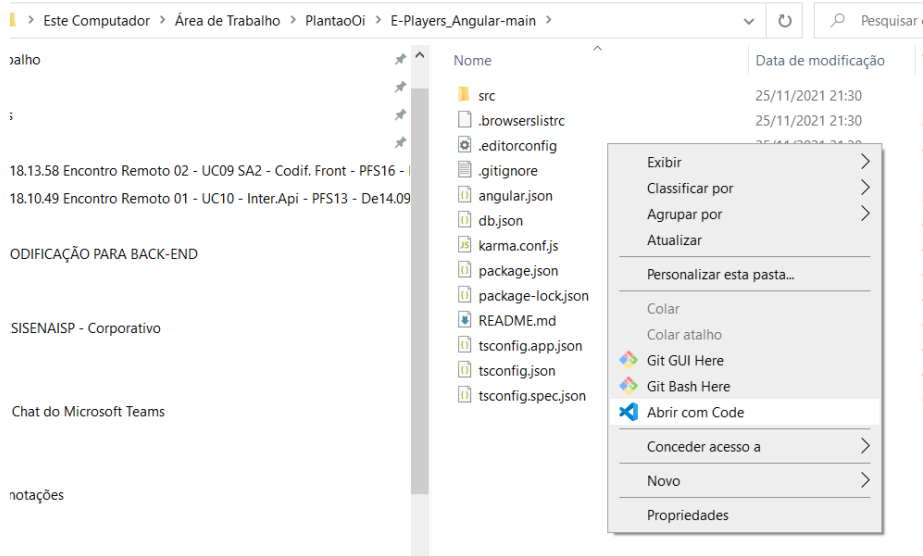 Este Computador > Área de Trabalho > PlantaoOi > E-Players_Angular-main >
Pesquisar
Nome
Data de modificação
src 25/11/2021 21:30
.browserslistrc 25/11/2021 21:30
.editorconfig
.gitignore
angular.json
db.json
karma.conf.js
package.json
package-lock.json
README.md
tsconfig.app.json
tsconfig.json
tsconfig.spec.json
balho
s
18.13.58 Encontro Remoto 02 - UC09 SA2 - Codif. Front - PFS16 -
18.10.49 Encontro Remoto 01 - UC10 - Inter.Api - PFS13 - De14.09
ODIFICAÇÃO PARA BACK-END
SISENAISP - Corporativo
Chat do Microsoft Teams
notações
Exibir
Classificar por
Agrupar por
Atualizar
Personalizar esta pasta...
Colar
Colar atalho
Git GUI Here
Git Bash Here
Abrir com Code
Conceder acesso a
Novo
Propriedades